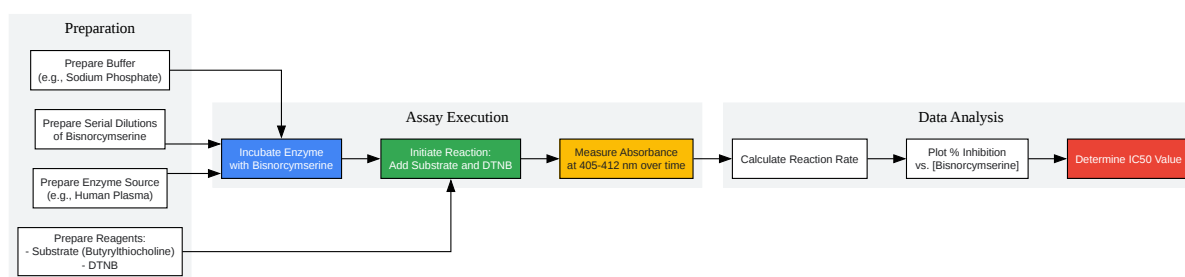 Preparation
Prepare Buffer
(e.g., Sodium Phosphate)
Prepare Serial Dilutions
of Bisnorcymserine
Prepare Enzyme Source
(e.g., Human Plasma)
Prepare Reagents:
- Substrate (Butyrylthiocholine)
- DTNB
Assay Execution
Incubate Enzyme
with Bisnorcymserine
Initiate Reaction:
Add Substrate and DTNB
Measure Absorbance
at 405-412 nm over time
Data Analysis
Calculate Reaction Rate
Plot % Inhibition
vs. [Bisnorcymserine]
Determine IC50 Value